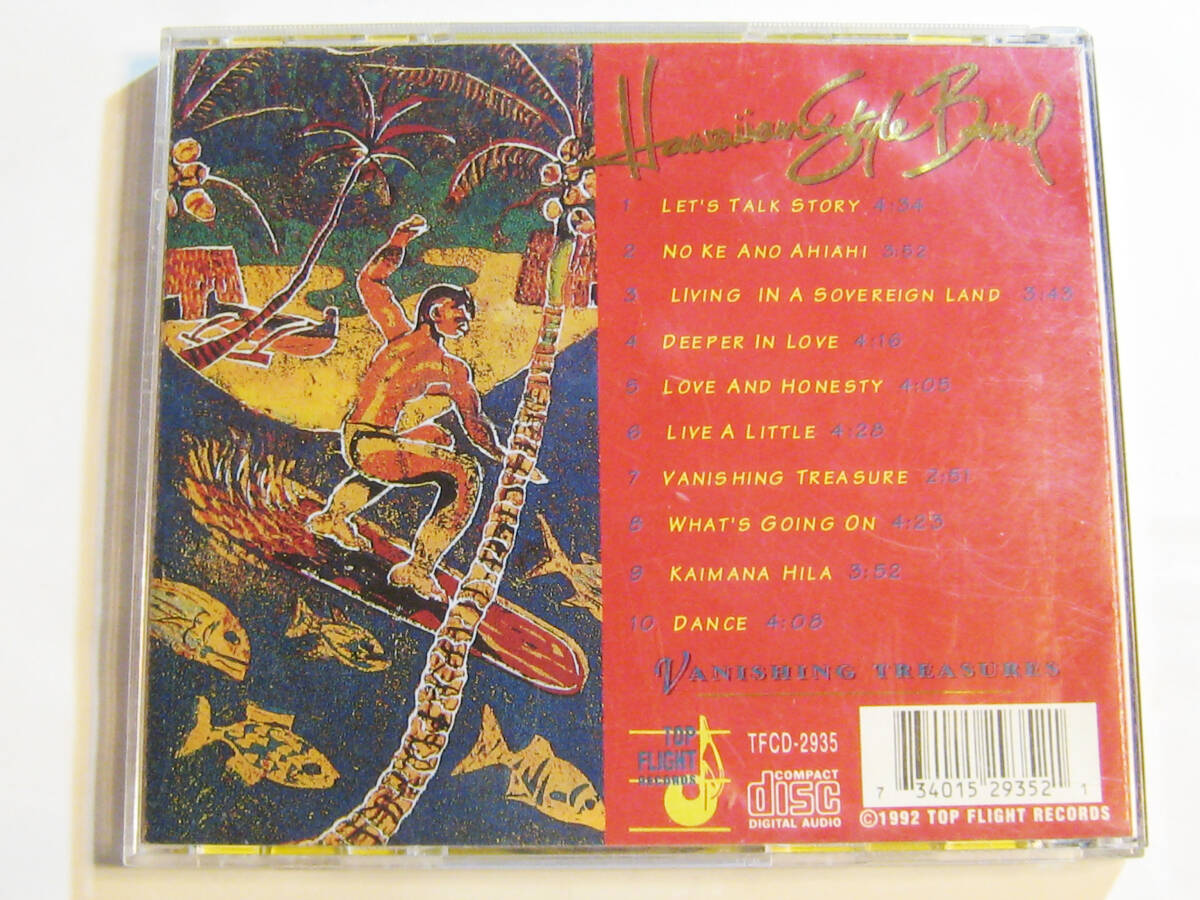 Hawaiian Style Band
1 LET'S TALK STORY 4:34
2 NO KE ANO AHIAHI 3:52
3 LIVING IN A SOVEREIGN LAND 3:43
4 DEEPER IN LOVE 4:16
5 LOVE AND HONESTY 4:05
6 LIVE A LITTLE 4:28
7 VANISHING TREASURE 2:51
8 WHAT'S GOING ON 4:23
9 KAIMANA HILA 3:52
10 DANCE 4:08
VANISHING TREASURES
TOP
FLIGHT
RECORDS
TFCD-2935
COMPACT
disc
DIGITAL AUDIO
7 34015 29352 1
©1992 TOP FLIGHT RECORDS